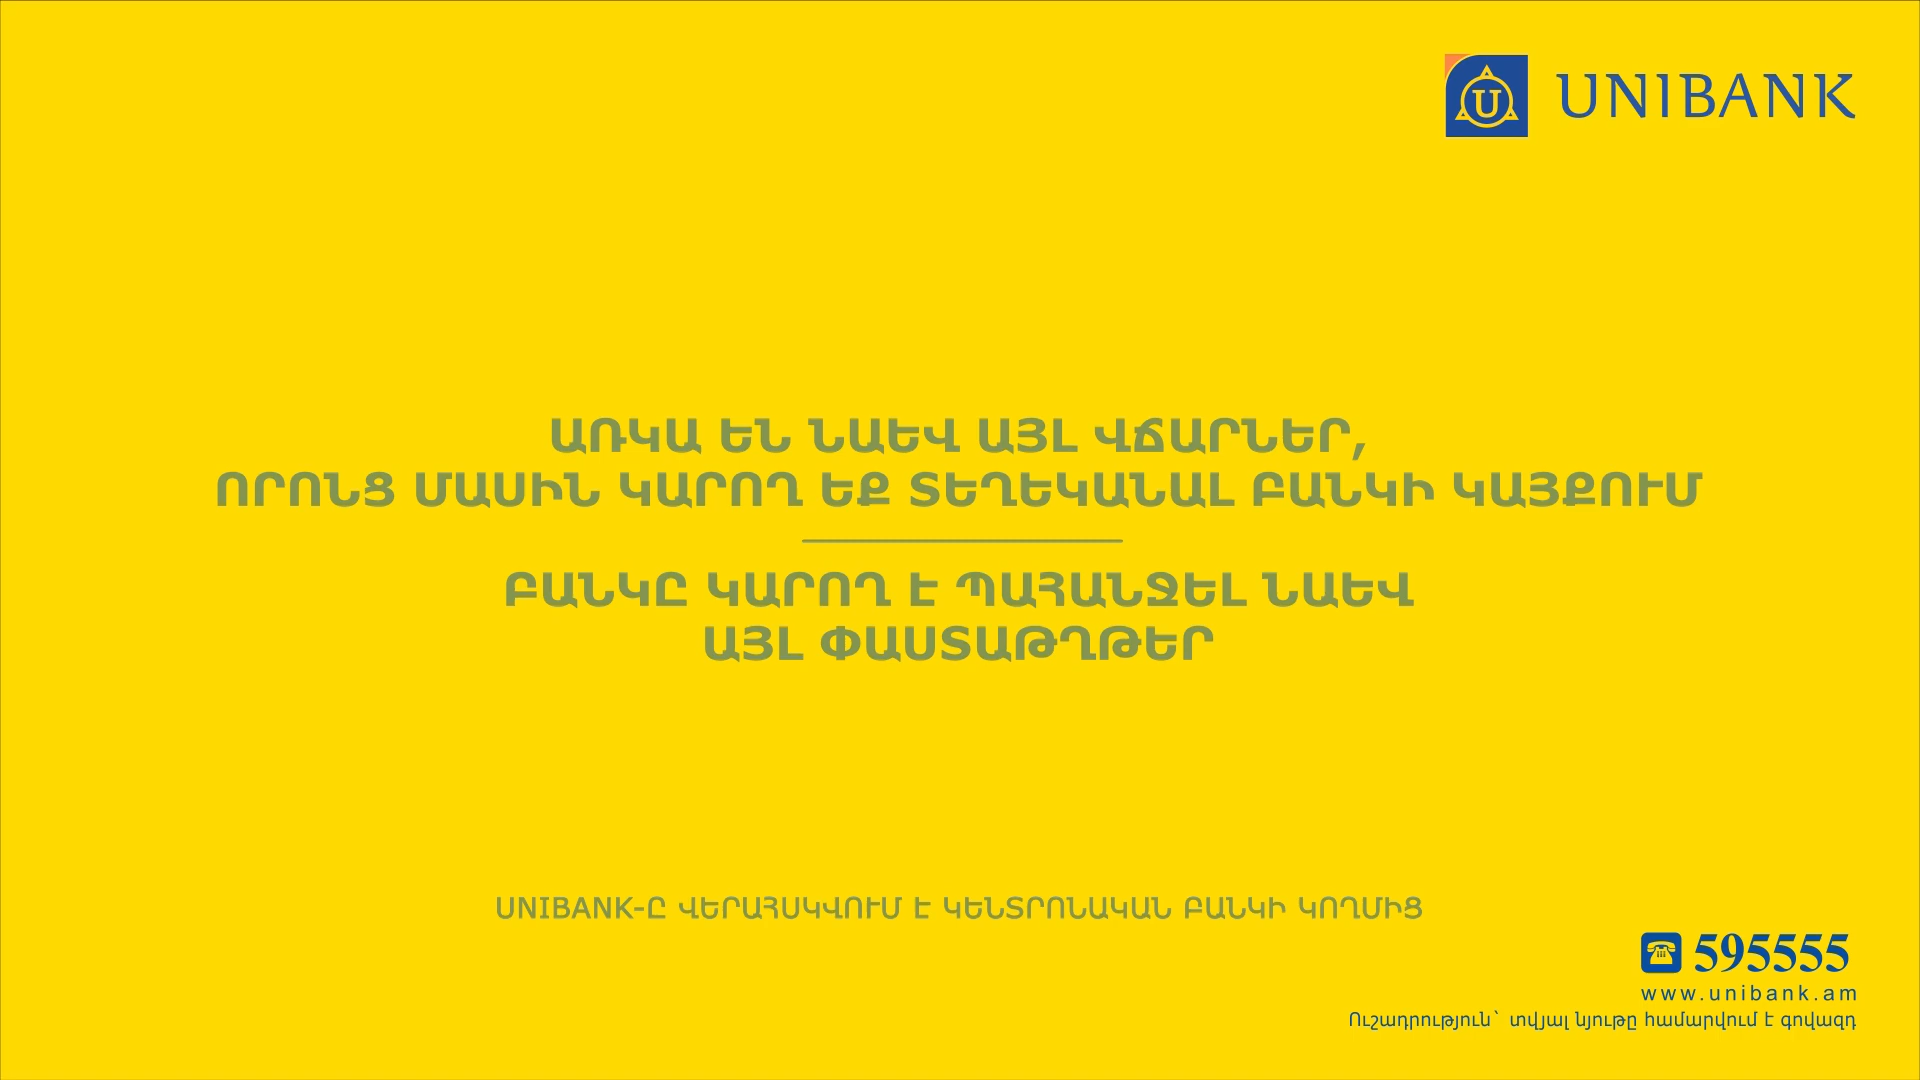 UNIBANK
ԱՌԿԱ ԵՆ ՆԱԵՎ ԱՅԼ ՎՃԱՐՆԵՐ,
ՈՐՈՆՑ ՄԱՍԻՆ ԿԱՐՈՂ ԵՔ ՏԵՂԵԿԱՆԱԼ ԲԱՆԿԻ ԿԱՅՔՈՒՄ
ԲԱՆԿԸ ԿԱՐՈՂ Է ՊԱՀԱՆՋԵԼ ՆԱԵՎ
ԱՅԼ ՓԱՍՏԱԹՂԹԵՐ
UNIBANK-Ը ՎԵՐԱՀՍԿՎՈՒՄ Է ԿԵՆՏՐՈՆԱԿԱՆ ԲԱՆԿԻ ԿՈՂՄԻՑ
595555
www.unibank.am
Ուշադրություն՝ տվյալ նյութը համարվում է գովազդ